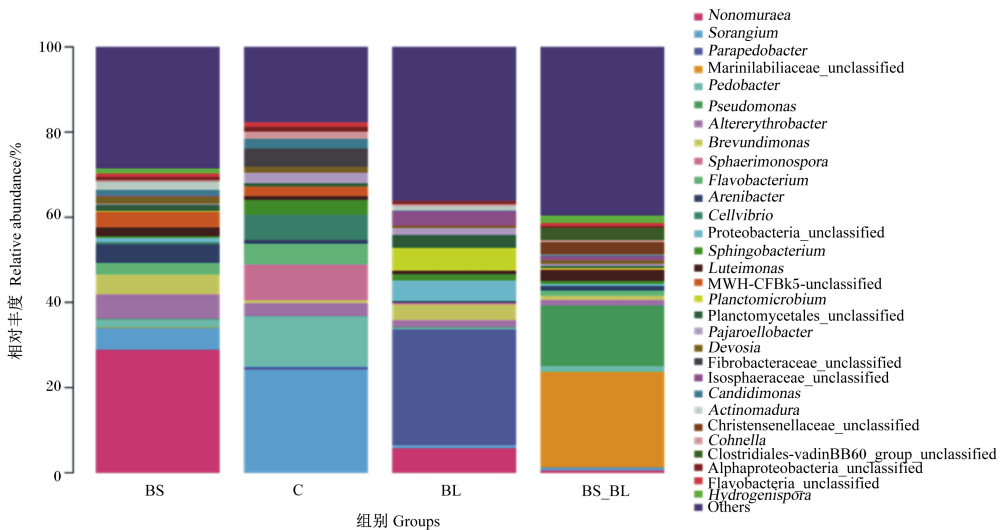 100
80
60
40
20
0
相对丰度 Relative abundance/%
BS
C
BL
BS_BL
组别 Groups
Nonomuraea
Sorangium
Parapedobacter
Marinilabiliaceae_unclassified
Pedobacter
Pseudomonas
Altererythrobacter
Brevundimonas
Sphaerimonospora
Flavobacterium
Arenibacter
Cellvibrio
Proteobacteria_unclassified
Sphingobacterium
Luteimonas
MWH-CFBk5-unclassified
Planctomicrobium
Planctomycetales_unclassified
Pajaroellobacter
Devosia
Fibrobacteraceae_unclassified
Isosphaeraceae_unclassified
Candidimonas
Actinomadura
Christensenellaceae_unclassified
Cohnella
Clostridiales-vadinBB60_group_unclassified
Alphaproteobacteria_unclassified
Flavobacteria_unclassified
Hydrogenispora
Others